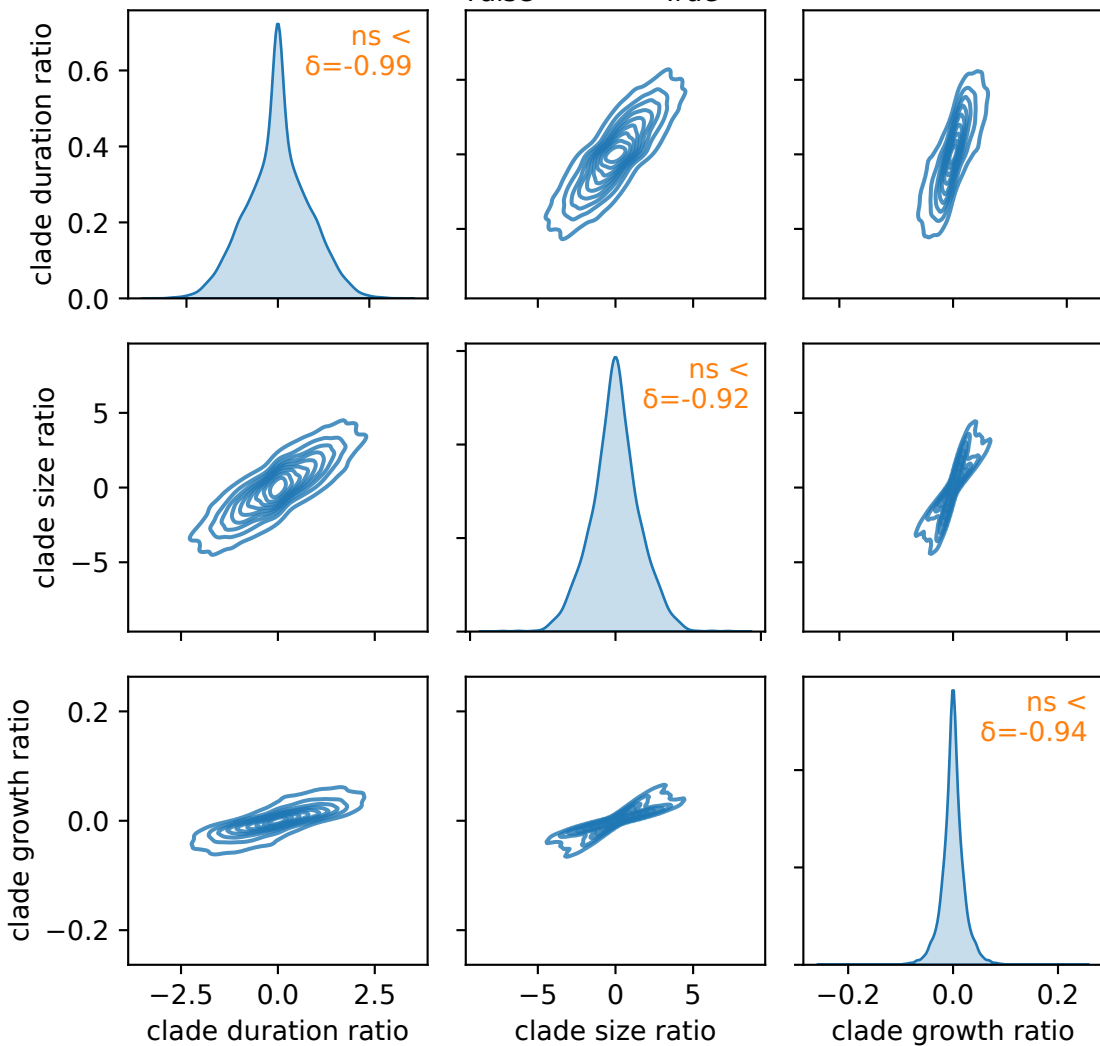 clade duration ratio
0.6
0.4
0.2
0.0
ns <
δ=-0.99
clade size ratio
5
0
−5
ns <
δ=-0.92
clade growth ratio
0.2
0.0
−0.2
ns <
δ=-0.94
−2.5 0.0 2.5
−5 0 5
−0.2 0.0 0.2
clade duration ratio
clade size ratio
clade growth ratio